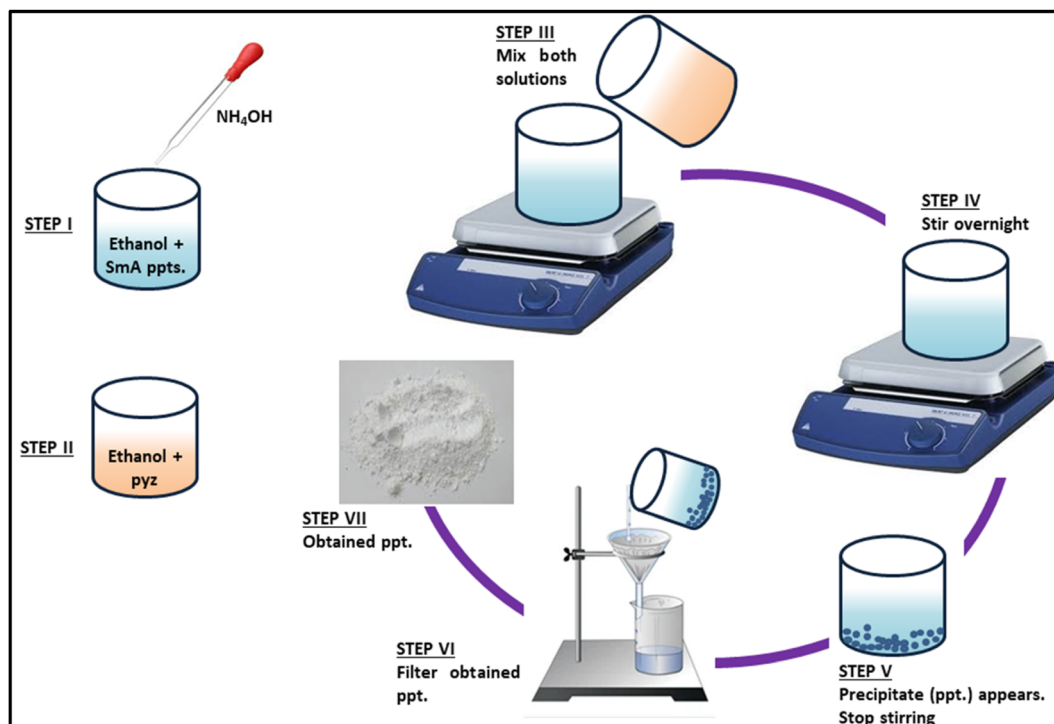 NH₄OH
STEP I
Ethanol +
SmA ppts.
STEP II
Ethanol +
pyz
STEP III
Mix both
solutions
STEP IV
Stir overnight
STEP V
Precipitate (ppt.) appears.
Stop stirring
STEP VI
Filter obtained
ppt.
STEP VII
Obtained ppt.